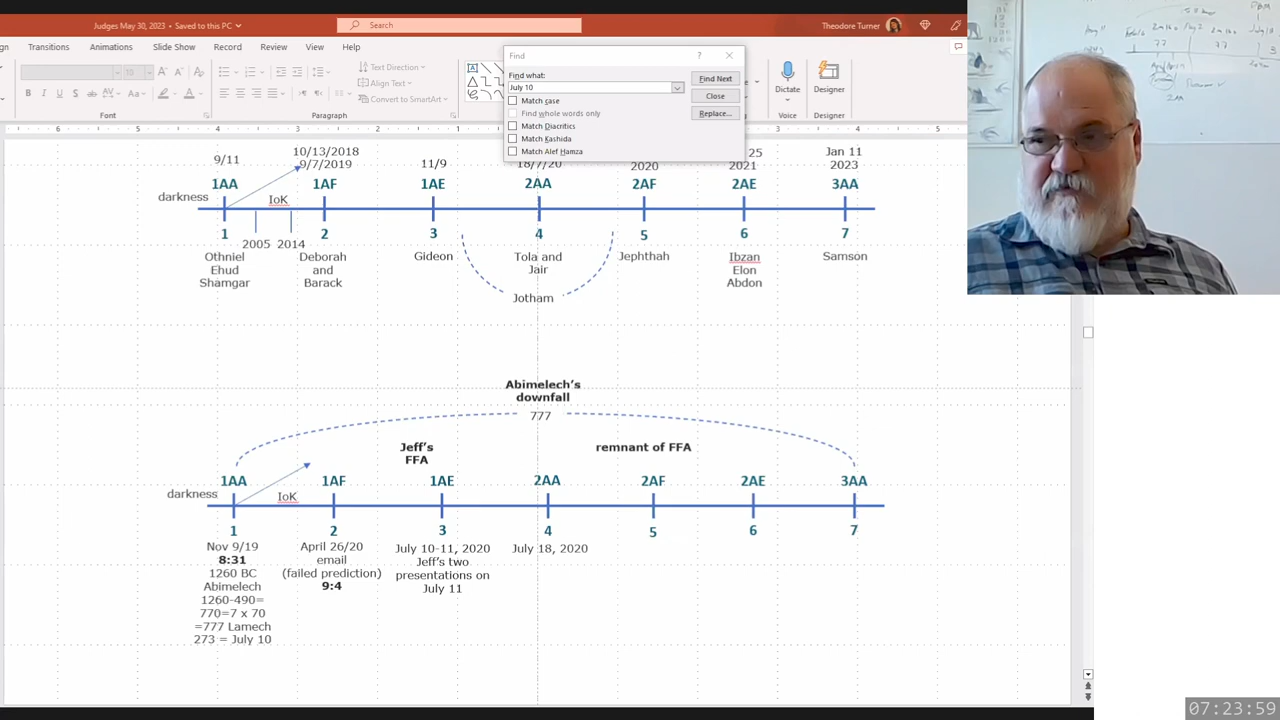 Judges May 30, 2023 • Saved to this PC
Search
Theodore Turner
Transitions Animations Slide Show Record Review View Help
Find
Find what:
July 10
Find Next
Match case
Close
Find whole words only
Replace...
Match Diacritics
Match Kashida
Match Alef Hamza
Text Direction
Align Text
Convert to SmartArt
Dictate
Designer
Font
Paragraph
Voice
Designer
9/11
10/13/2018
9/7/2019
11/9
18/7/20
2020
25
2021
Jan 11
2023
1AA 1AF 1AE 2AA 2AF 2AE 3AA
darkness
IoK
1 2 3 4 5 6 7
2005 2014
Othniel
Ehud
Shamgar
Deborah
and
Barack
Gideon
Tola and
Jair
Jephthah
Ibzan
Elon
Abdon
Samson
Jotham
Abimelech's
downfall
777
Jeff's
FFA
remnant of FFA
1AA 1AF 1AE 2AA 2AF 2AE 3AA
darkness
IoK
1 2 3 4 5 6 7
Nov 9/19
8:31
1260 BC
Abimelech
1260-490=
770=7 x 70
=777 Lamech
273 = July 10
April 26/20
email
(failed prediction)
9:4
July 10-11, 2020
Jeff's two
presentations on
July 11
July 18, 2020
07:23:59